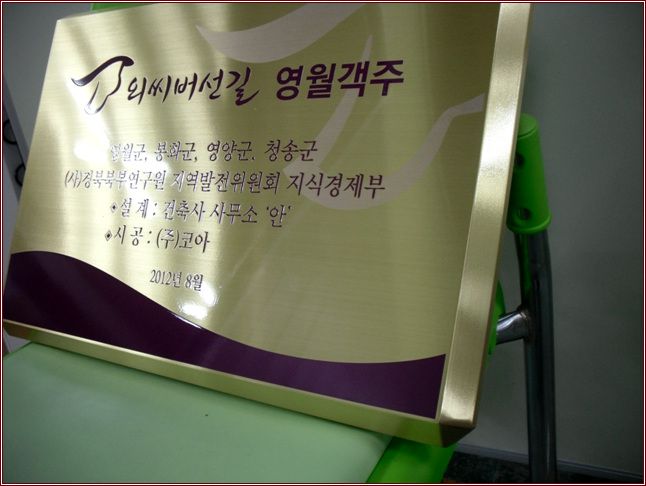 외씨버선길 영월객주
영월군, 봉화군, 영양군, 청송군
(사)경북북부연구원 지역발전위원회 지식경제부
◈설 계 : 건축사 사무소 '안'
◈시 공 : (주)코아
2012년 8월